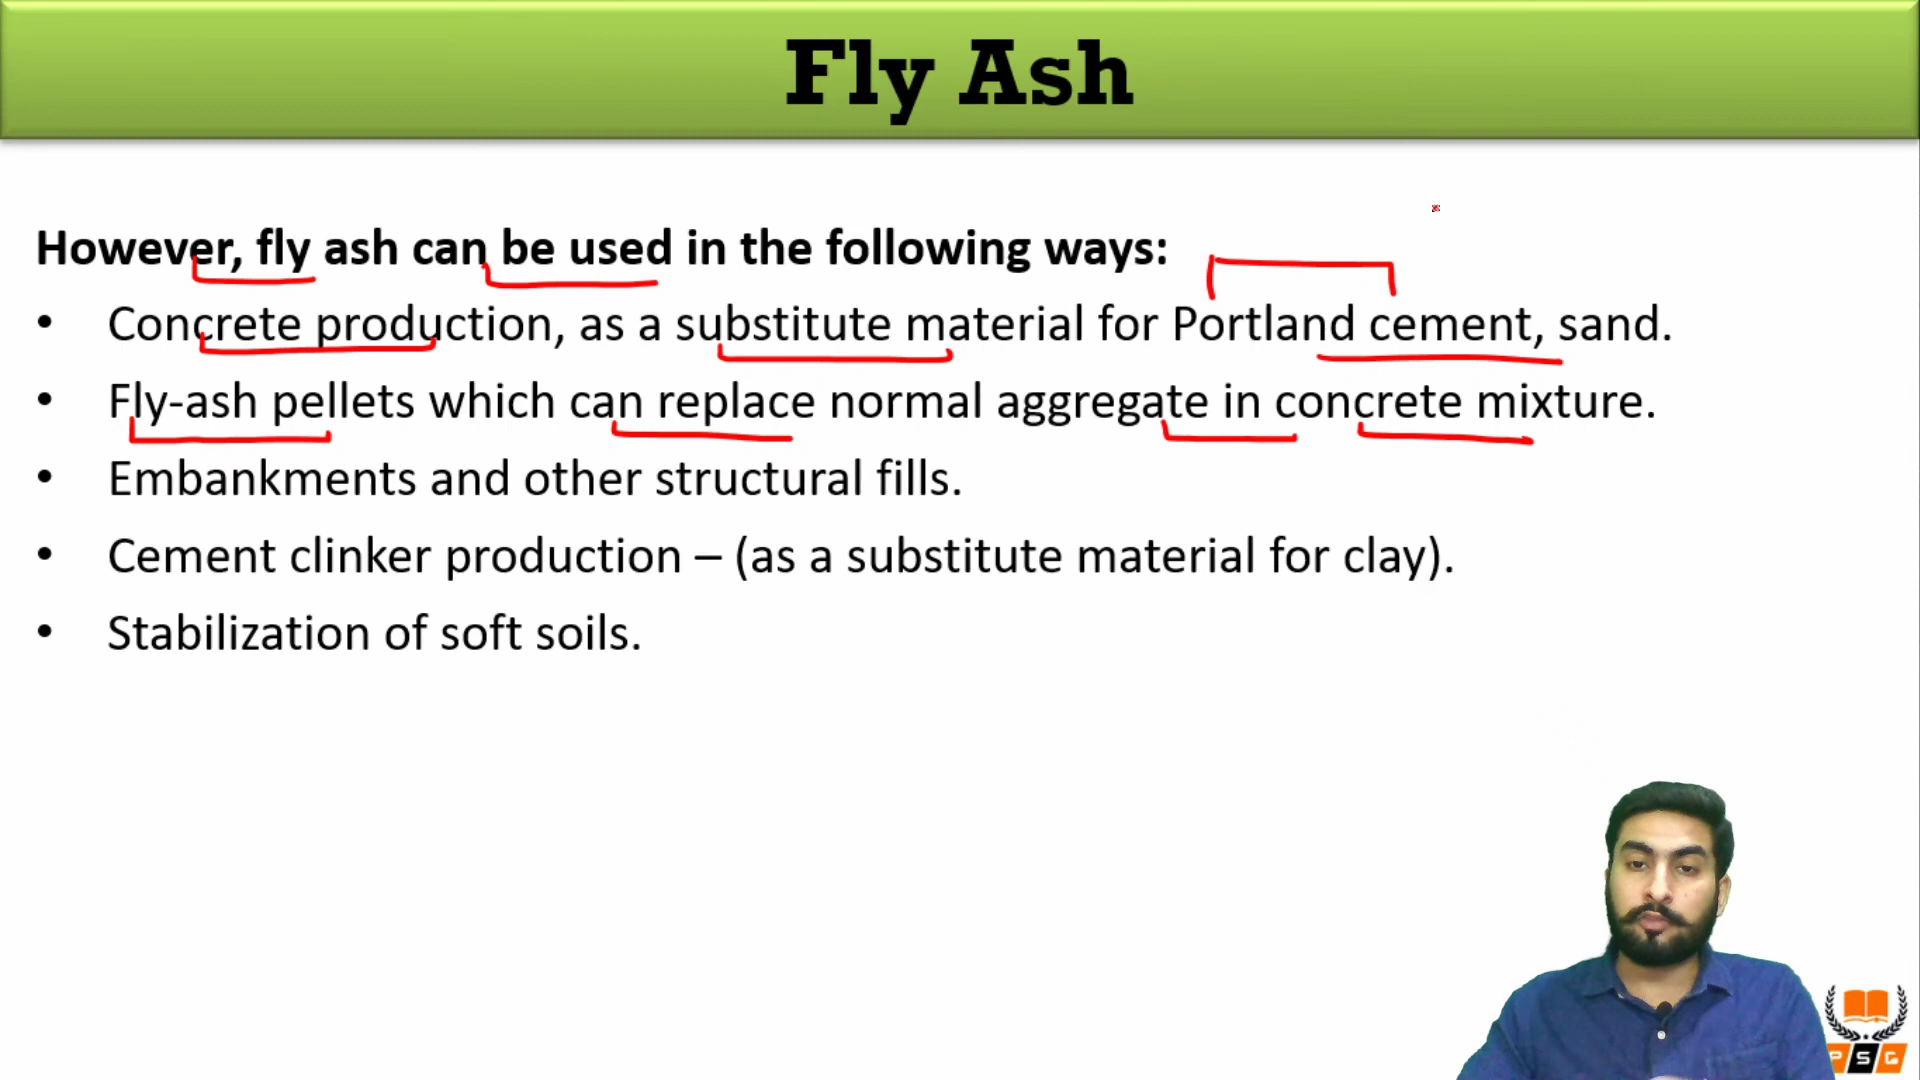 Fly Ash
However, fly ash can be used in the following ways:
• Concrete production, as a substitute material for Portland cement, sand.
• Fly-ash pellets which can replace normal aggregate in concrete mixture.
• Embankments and other structural fills.
• Cement clinker production – (as a substitute material for clay).
• Stabilization of soft soils.
PSG